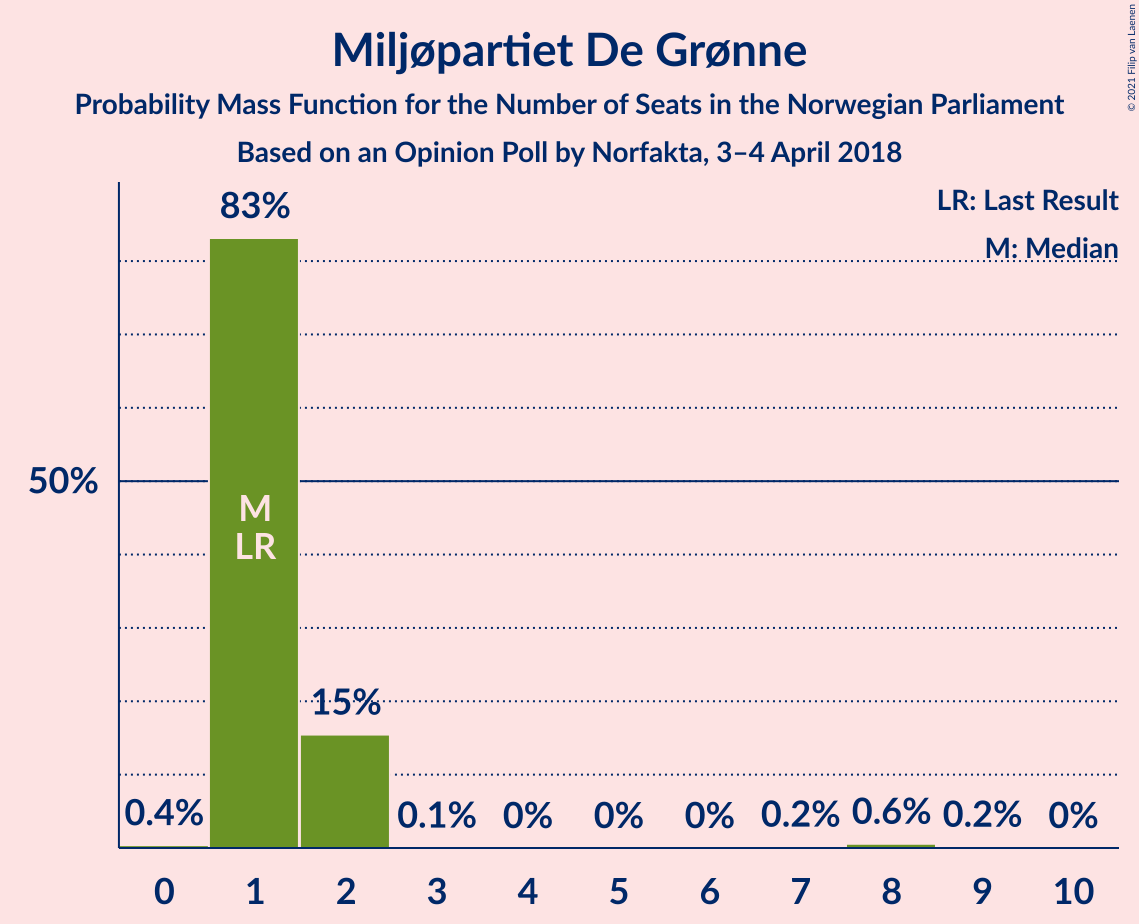 Miljøpartiet De Grønne
Probability Mass Function for the Number of Seats in the Norwegian Parliament
Based on an Opinion Poll by Norfakta, 3–4 April 2018
© 2021 Filip van Laenen
LR: Last Result
M: Median
83%
50%
M
LR
15%
0.4%
0.1%
0%
0%
0%
0.2%
0.6%
0.2%
0%
0 1 2 3 4 5 6 7 8 9 10